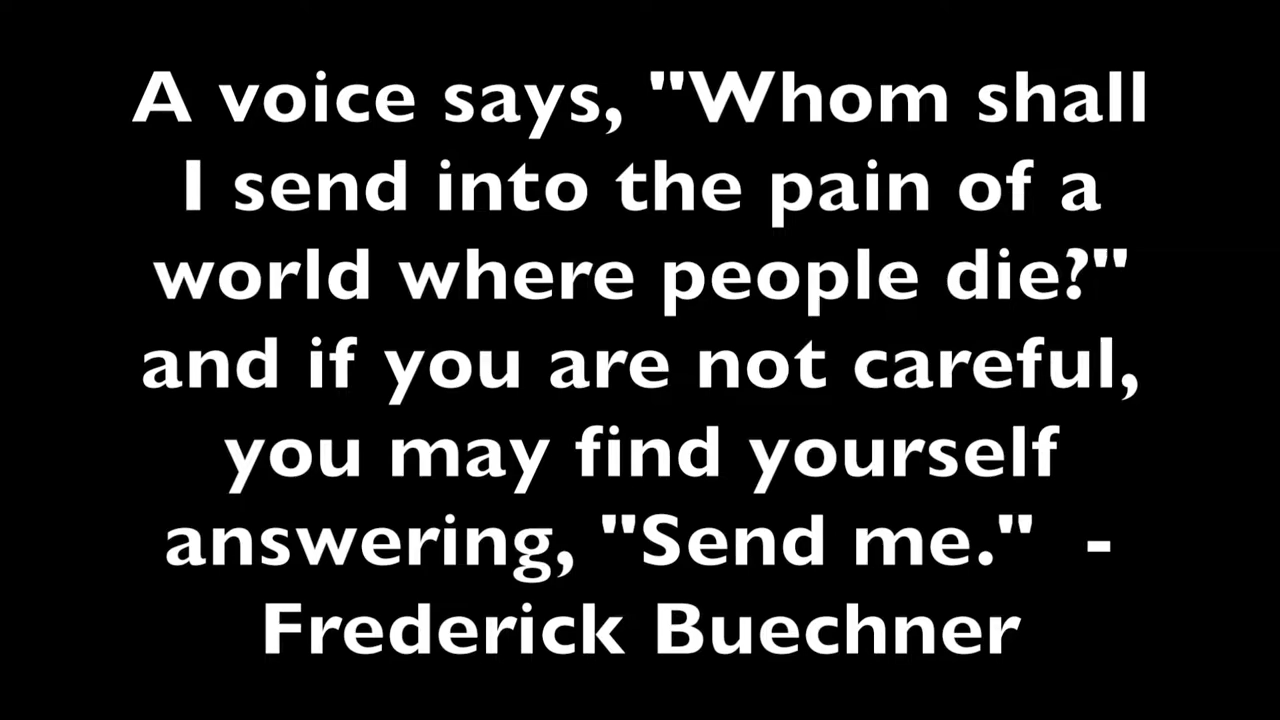 A voice says, "Whom shall
I send into the pain of a
world where people die?"
and if you are not careful,
you may find yourself
answering, "Send me."  -
Frederick Buechner